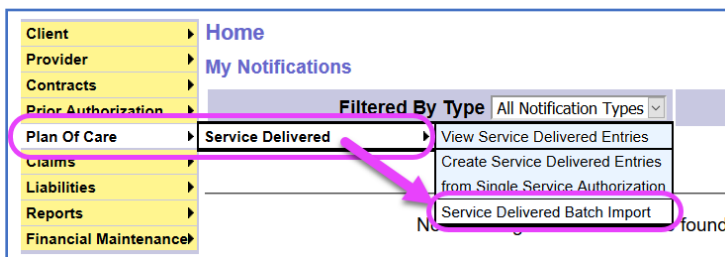 Client
Provider
Contracts
Prior Authorization
Plan Of Care
Claims
Liabilities
Reports
Financial Maintenance
Home
My Notifications
Filtered By Type All Notification Types
Service Delivered
View Service Delivered Entries
Create Service Delivered Entries
from Single Service Authorization
Service Delivered Batch Import
found